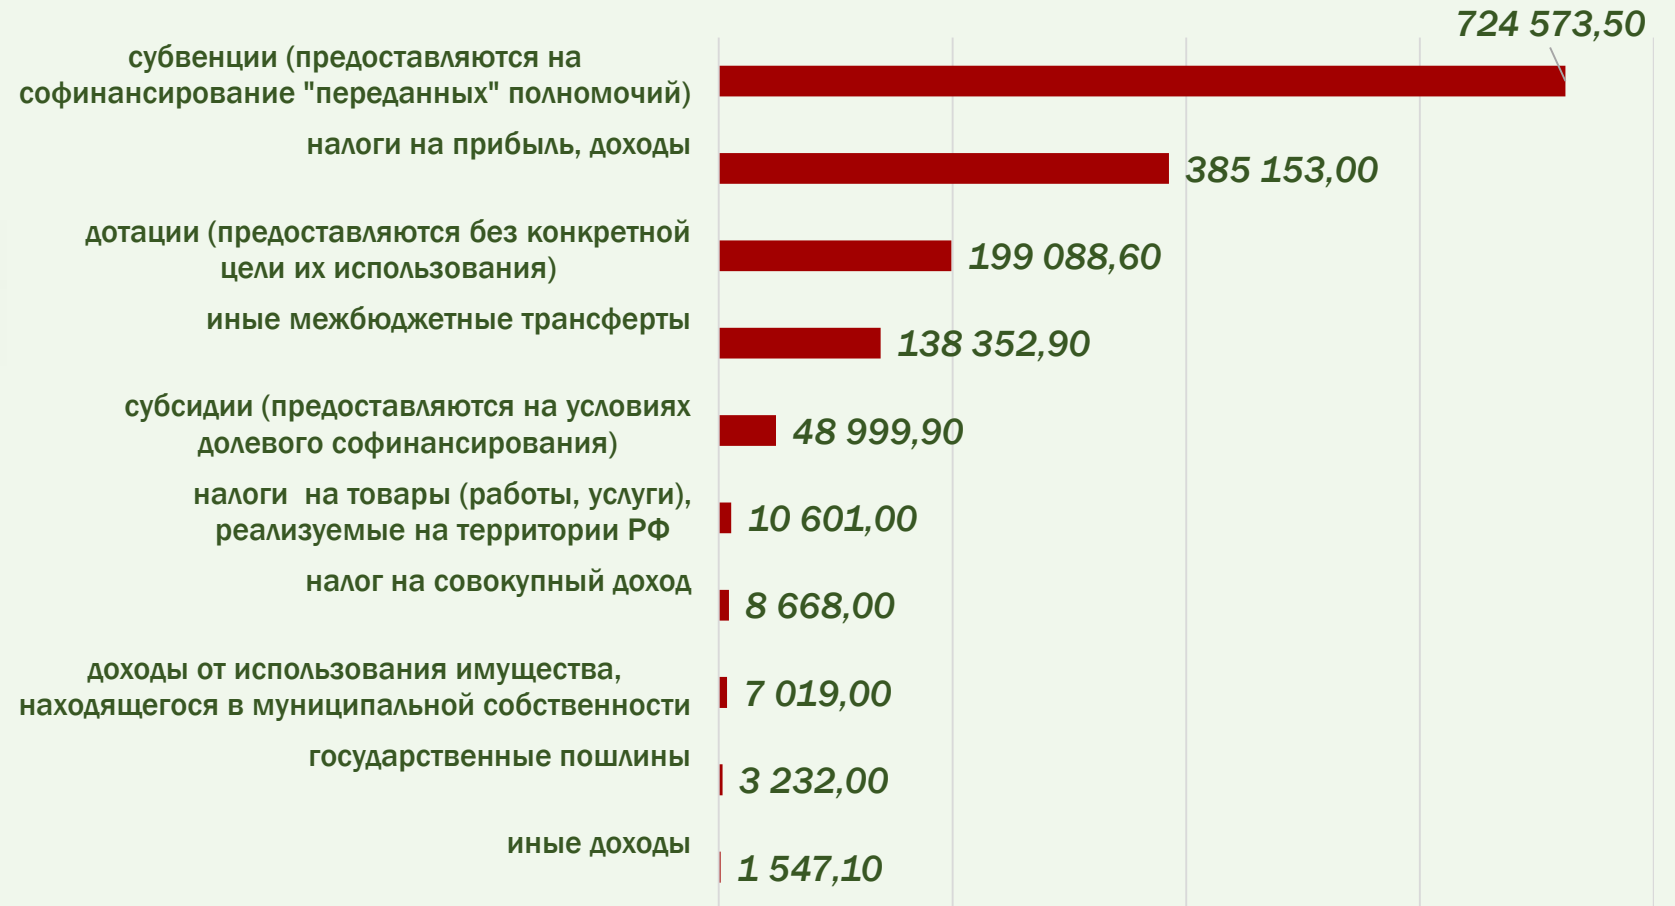 724 573,50
субвенции (предоставляются на
софинансирование "переданных" полномочий)
налоги на прибыль, доходы
385 153,00
дотации (предоставляются без конкретной
цели их использования)
199 088,60
иные межбюджетные трансферты
138 352,90
субсидии (предоставляются на условиях
долевого софинансирования)
48 999,90
налоги  на товары (работы, услуги),
реализуемые на территории РФ
10 601,00
налог на совокупный доход
8 668,00
доходы от использования имущества,
находящегося в муниципальной собственности
7 019,00
государственные пошлины
3 232,00
иные доходы
1 547,10